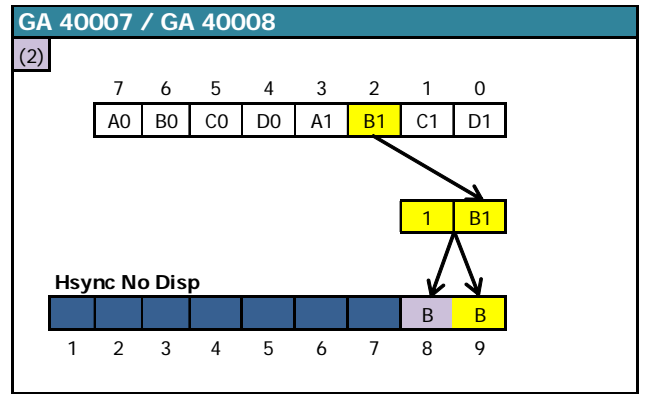 GA 40007 / GA 40008
(2)
7 6 5 4 3 2 1 0
A0 B0 C0 D0 A1 B1 C1 D1
1 B1
Hsync No Disp
B B
1 2 3 4 5 6 7 8 9